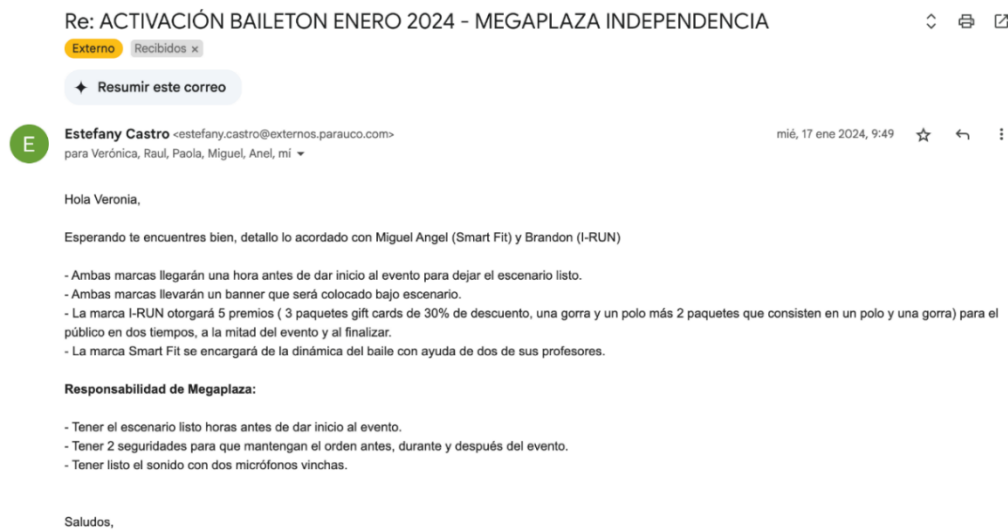 Re: ACTIVACIÓN BAILETON ENERO 2024 - MEGAPLAZA INDEPENDENCIA
Externo Recibidos ×
Resumir este correo
E
Estefany Castro <estefany.castro@externos.parauco.com> mié, 17 ene 2024, 9:49
para Verónica, Raul, Paola, Miguel, Anel, mí
Hola Veronia,
Esperando te encuentres bien, detallo lo acordado con Miguel Angel (Smart Fit) y Brandon (I-RUN)
- Ambas marcas llegarán una hora antes de dar inicio al evento para dejar el escenario listo.
- Ambas marcas llevarán un banner que será colocado bajo escenario.
- La marca I-RUN otorgará 5 premios ( 3 paquetes gift cards de 30% de descuento, una gorra y un polo más 2 paquetes que consisten en un polo y una gorra) para el
público en dos tiempos, a la mitad del evento y al finalizar.
- La marca Smart Fit se encargará de la dinámica del baile con ayuda de dos de sus profesores.
Responsabilidad de Megaplaza:
- Tener el escenario listo horas antes de dar inicio al evento.
- Tener 2 seguridades para que mantengan el orden antes, durante y después del evento.
- Tener listo el sonido con dos micrófonos vinchas.
Saludos,